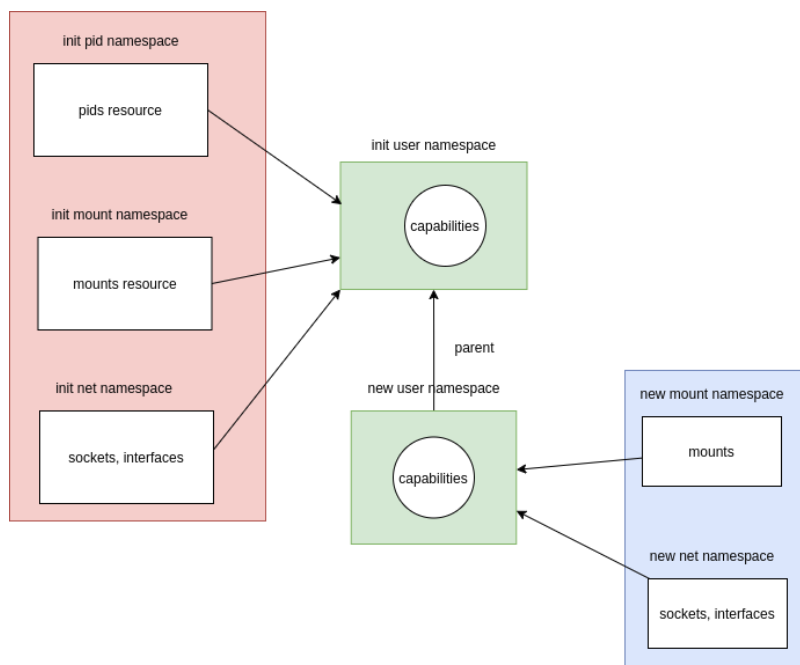 init pid namespace
pids resource
init mount namespace
mounts resource
init net namespace
sockets, interfaces
init user namespace
capabilities
parent
new user namespace
capabilities
new mount namespace
mounts
new net namespace
sockets, interfaces